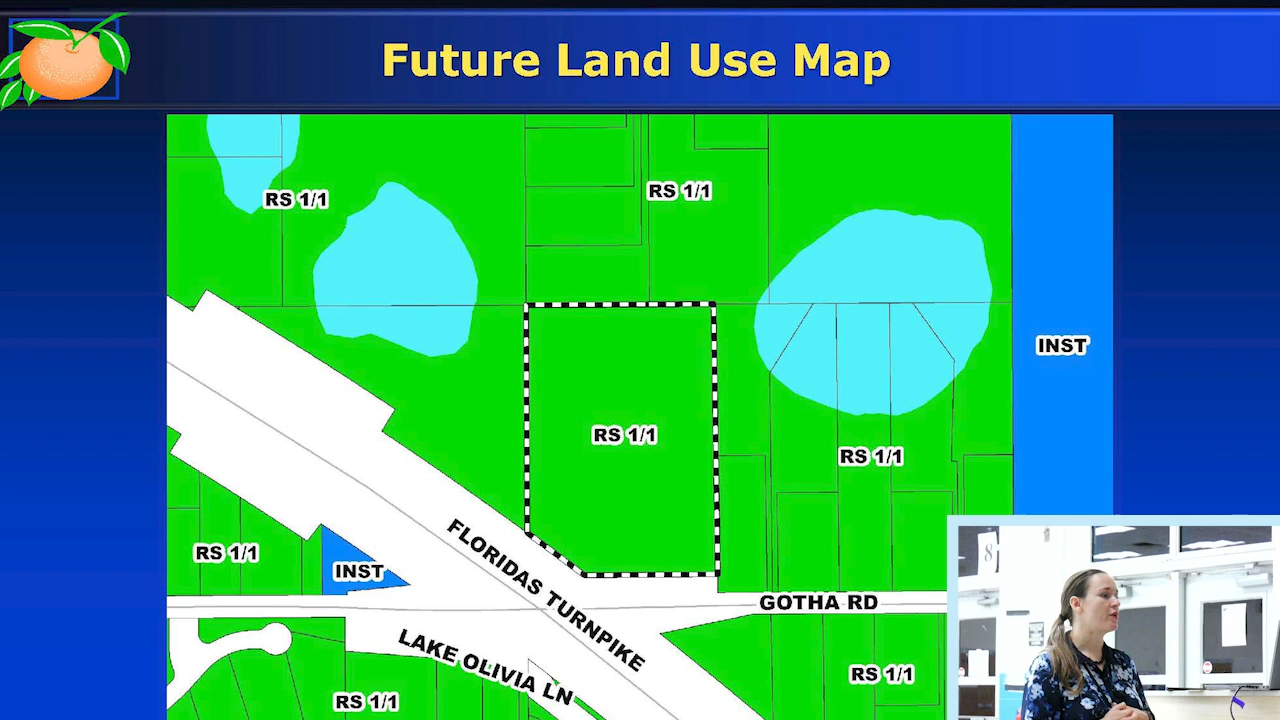 Future Land Use Map
RS 1/1
RS 1/1
INST
RS 1/1
RS 1/1
RS 1/1
INST
FLORIDAS TURNPIKE
GOTHA RD
LAKE OLIVIA LN
RS 1/1
RS 1/1
8